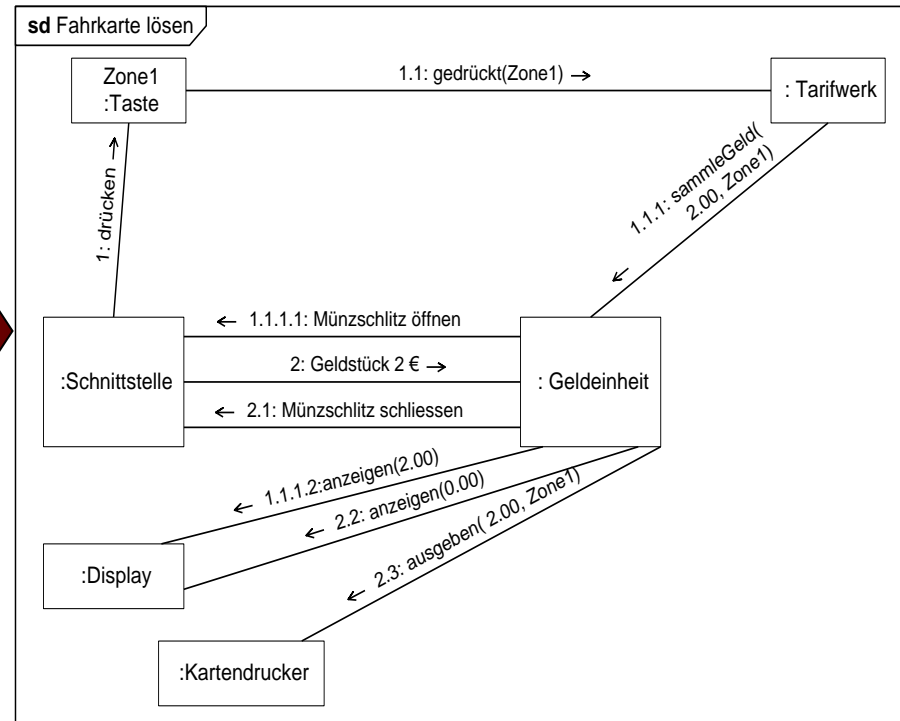 sd Fahrkarte lösen
Zone1
:Taste
1.1: gedrückt(Zone1) →
: Tarifwerk
1: drücken →
1.1.1: sammleGeld(
2.00, Zone1)
←
← 1.1.1.1: Münzschlitz öffnen
:Schnittstelle
2: Geldstück 2 € →
: Geldeinheit
← 2.1: Münzschlitz schliessen
← 1.1.1.2:anzeigen(2.00)
← 2.2: anzeigen(0.00)
← 2.3: ausgeben( 2.00, Zone1)
:Display
:Kartendrucker